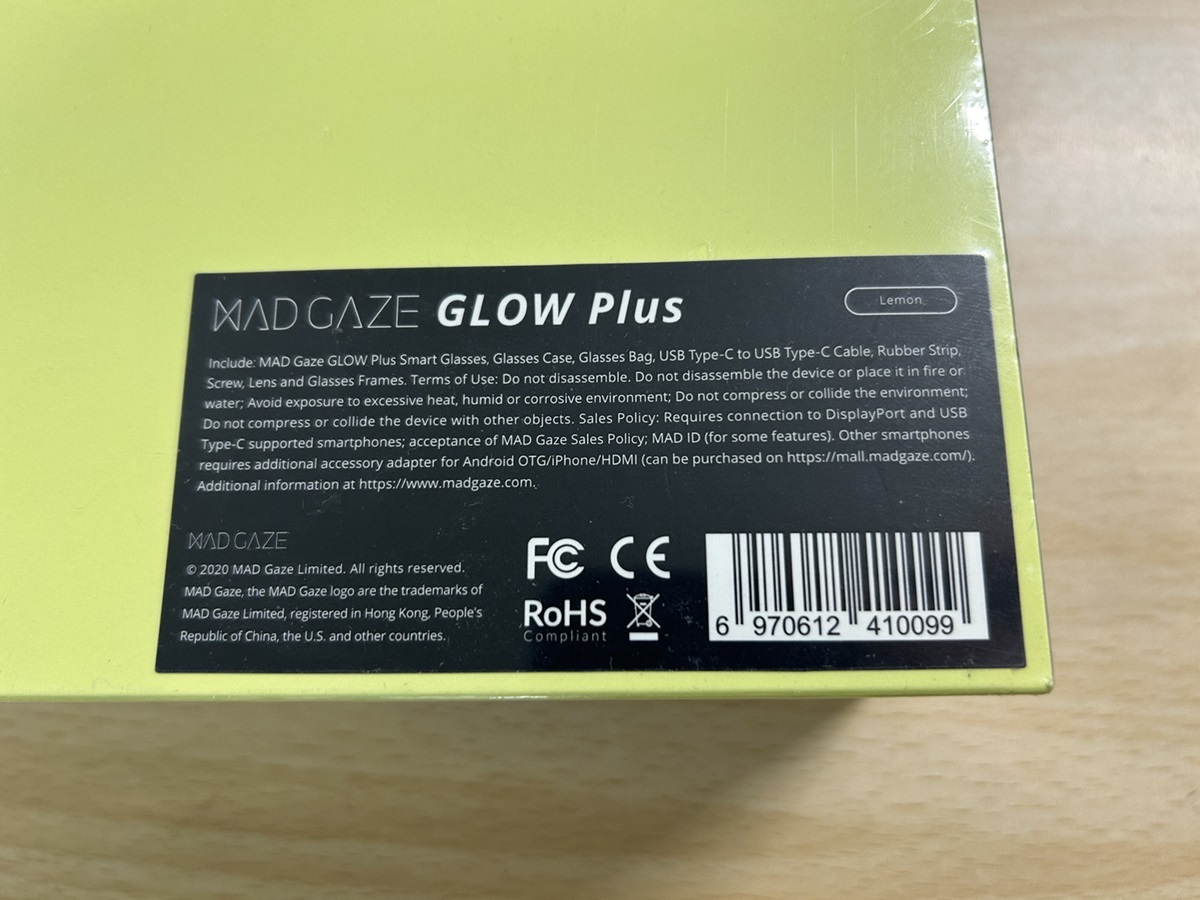 MAD GAZE GLOW Plus
Lemon
Include: MAD Gaze GLOW Plus Smart Glasses, Glasses Case, Glasses Bag, USB Type-C to USB Type-C Cable, Rubber Strip,
Screw, Lens and Glasses Frames. Terms of Use: Do not disassemble. Do not disassemble the device or place it in fire or
water; Avoid exposure to excessive heat, humid or corrosive environment; Do not compress or collide the environment;
Do not compress or collide the device with other objects. Sales Policy: Requires connection to DisplayPort and USB
Type-C supported smartphones; acceptance of MAD Gaze Sales Policy; MAD ID (for some features). Other smartphones
requires additional accessory adapter for Android OTG/iPhone/HDMI (can be purchased on https://mall.madgaze.com/).
Additional information at https://www.madgaze.com.
MAD GAZE
© 2020 MAD Gaze Limited. All rights reserved.
MAD Gaze, the MAD Gaze logo are the trademarks of
MAD Gaze Limited, registered in Hong Kong, People's
Republic of China, the U.S. and other countries.
FC CE
RoHS
Compliant
6 970612 410099